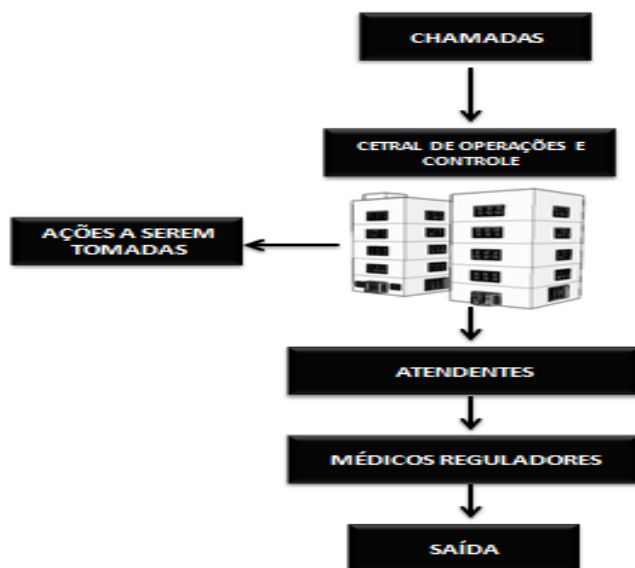 CHAMADAS
CETRAL DE OPERAÇÕES E
CONTROLE
AÇÕES A SEREM
TOMADAS
ATENDENTES
MÉDICOS REGULADORES
SAÍDA